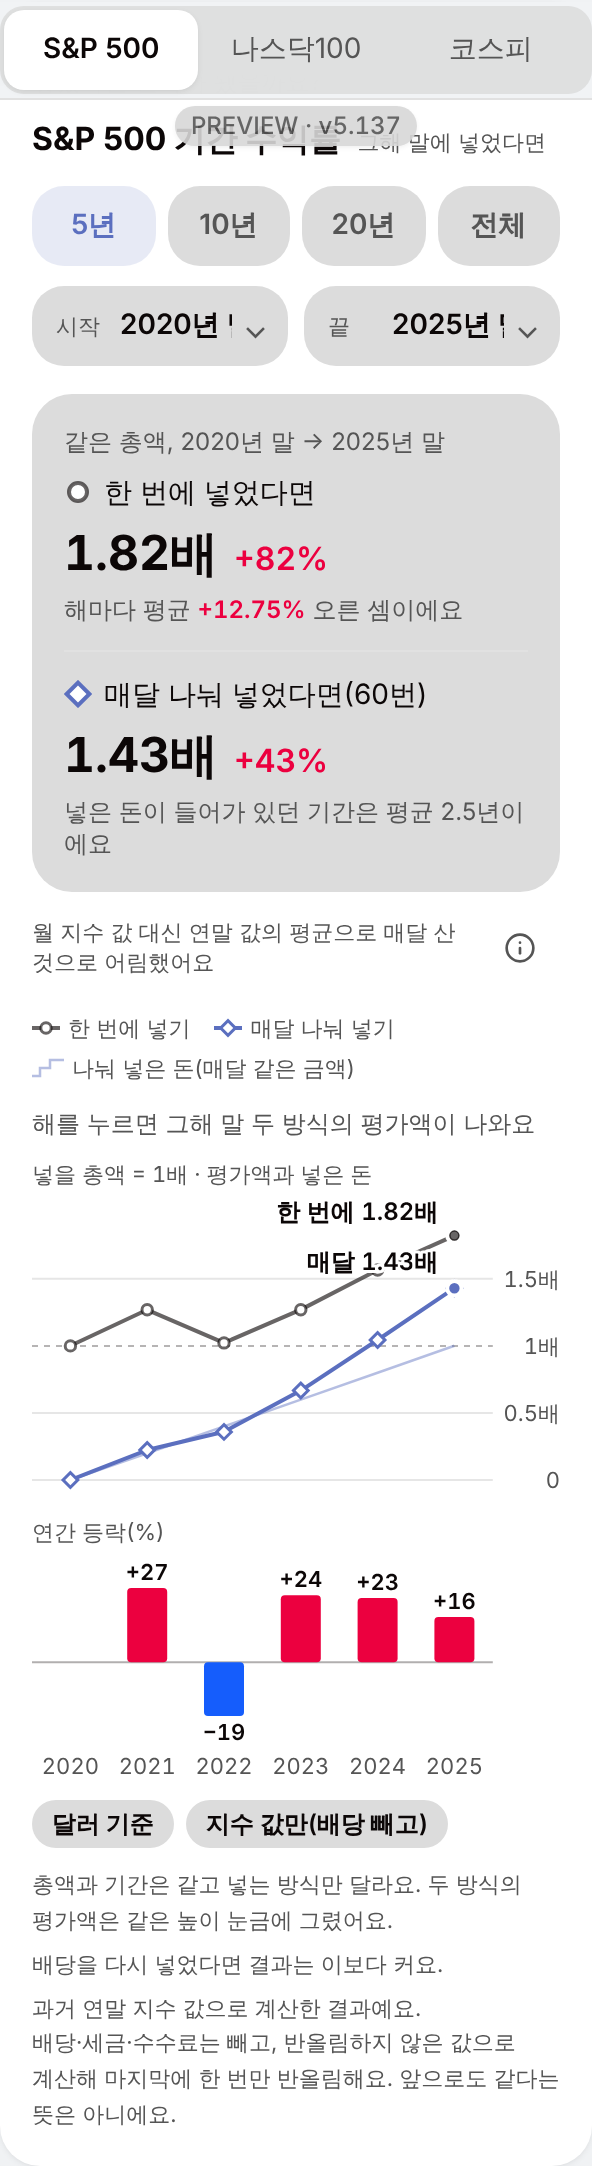 S&P 500 나스닥100 코스피
PREVIEW · v5.137
S&P 500 기간 수익률 그해 말에 넣었다면
5년 10년 20년 전체
시작 2020년 끝 2025년
같은 총액, 2020년 말 → 2025년 말
한 번에 넣었다면
1.82배 +82%
해마다 평균 +12.75% 오른 셈이에요
매달 나눠 넣었다면(60번)
1.43배 +43%
넣은 돈이 들어가 있던 기간은 평균 2.5년이
에요
월 지수 값 대신 연말 값의 평균으로 매달 산
것으로 어림했어요
한 번에 넣기 매달 나눠 넣기
나눠 넣은 돈(매달 같은 금액)
해를 누르면 그해 말 두 방식의 평가액이 나와요
넣을 총액 = 1배 · 평가액과 넣은 돈
한 번에 1.82배
매달 1.43배
1.5배
1배
0.5배
0
연간 등락(%)
+27 +24 +23 +16
−19
2020 2021 2022 2023 2024 2025
달러 기준 지수 값만(배당 빼고)
총액과 기간은 같고 넣는 방식만 달라요. 두 방식의
평가액은 같은 높이 눈금에 그렸어요.
배당을 다시 넣었다면 결과는 이보다 커요.
과거 연말 지수 값으로 계산한 결과예요.
배당·세금·수수료는 빼고, 반올림하지 않은 값으로
계산해 마지막에 한 번만 반올림해요. 앞으로도 같다는
뜻은 아니에요.